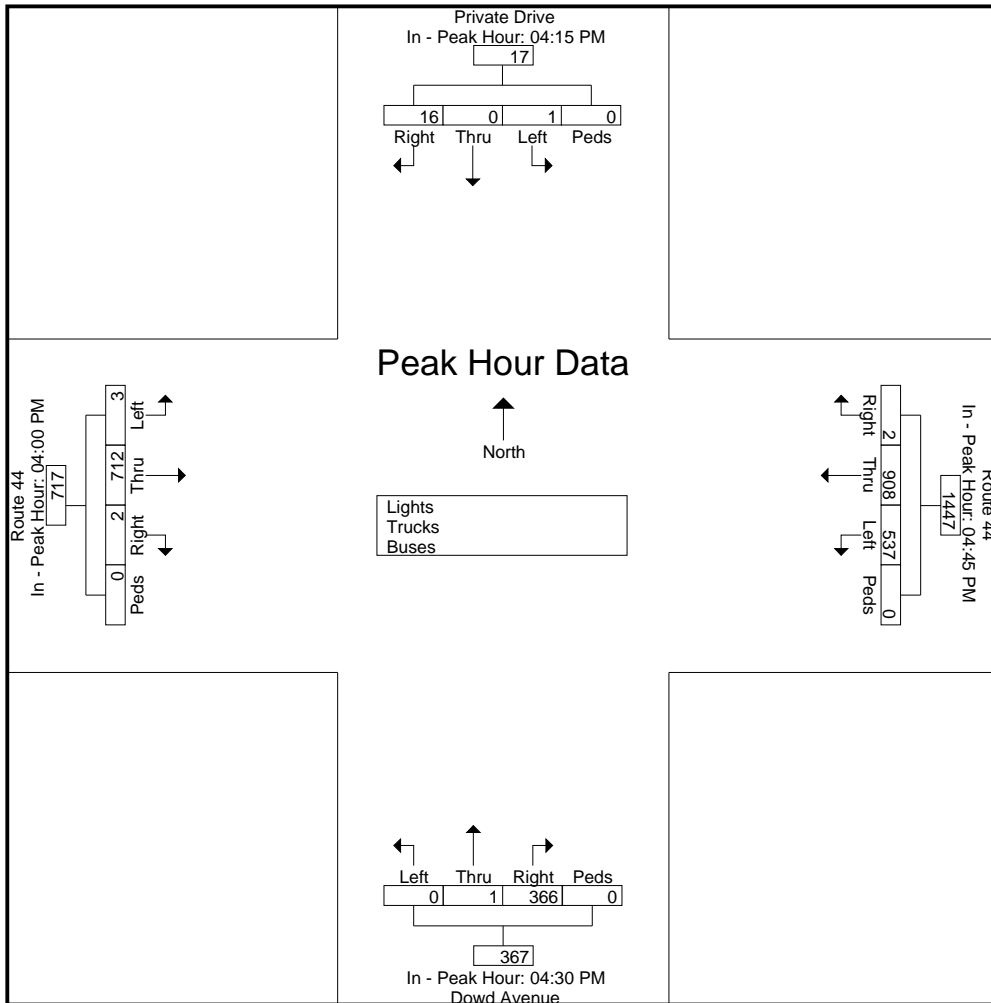 Private Drive
In - Peak Hour: 04:15 PM
17
16 0 1 0
Right Thru Left Peds
Peak Hour Data
North
Lights
Trucks
Buses
Route 44
In - Peak Hour: 04:00 PM
717
3 712 2 0
Left Thru Right Peds
Route 44
In - Peak Hour: 04:45 PM
1447
2 908 537 0
Right Thru Left Peds
Left Thru Right Peds
0 1 366 0
367
In - Peak Hour: 04:30 PM
Dowd Avenue